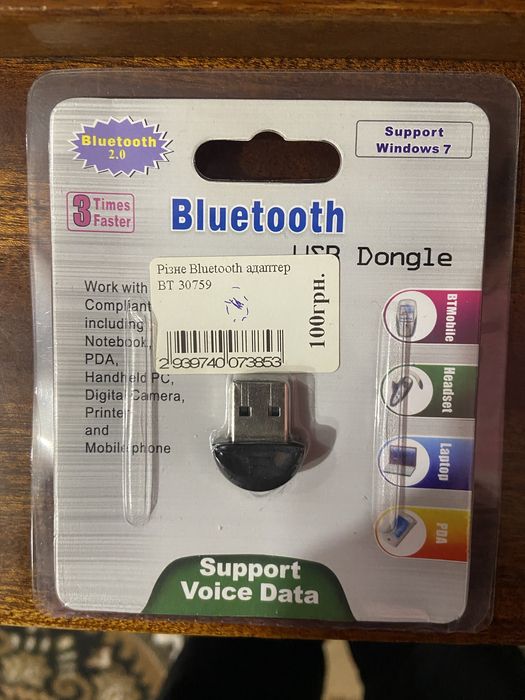 Bluetooth
2.0
Support
Windows 7
3 Times
Faster
Bluetooth
USB Dongle
Різне Bluetooth адаптер
BT 30759
100грн.
2 939740 073853
Work with
Compliant
including
Notebook,
PDA,
Handheld PC,
Digital Camera,
Printer
and
Mobile phone
BTMobile
Headset
Laptop
PDA
Support
Voice Data